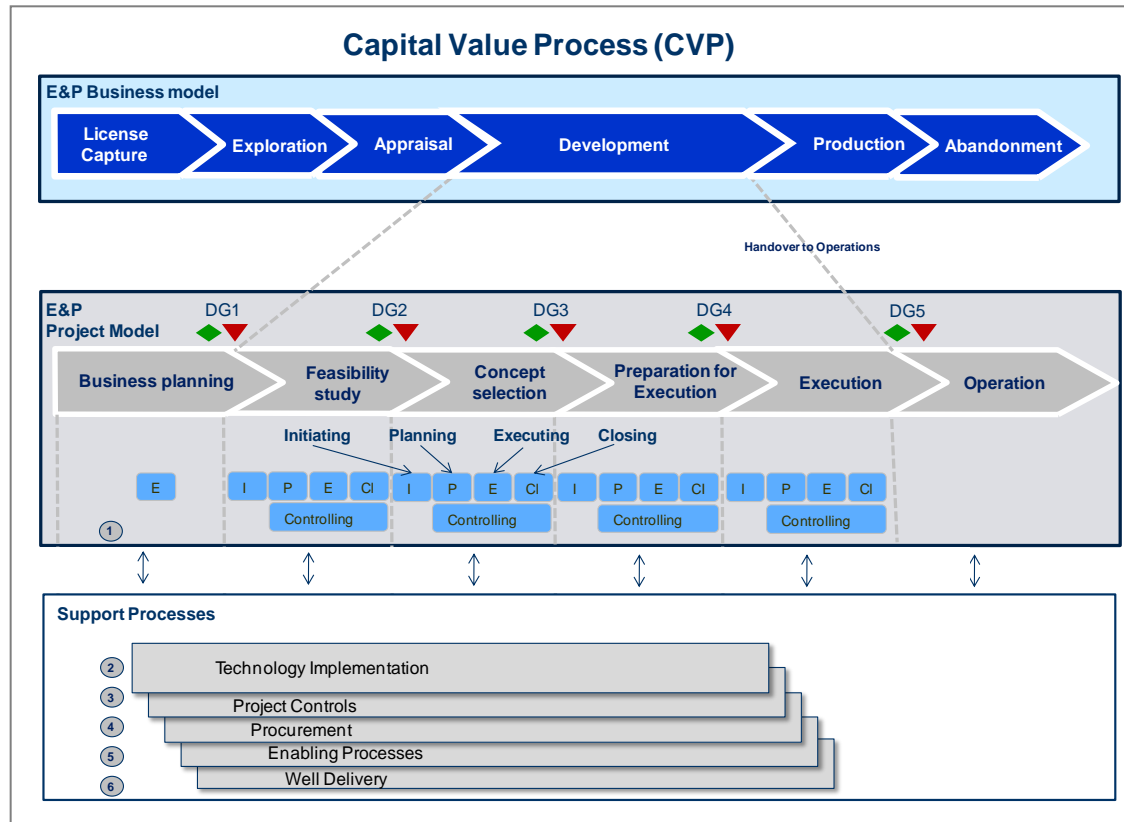 Capital Value Process (CVP)
E&P Business model
License
Capture
Exploration
Appraisal
Development
Production
Abandonment
Handover to Operations
E&P
Project Model
DG1
DG2
DG3
DG4
DG5
Business planning
Feasibility
study
Concept
selection
Preparation for
Execution
Execution
Operation
Initiating
Planning
Executing
Closing
E
I P E Cl
I P E Cl
I P E Cl
I P E Cl
Controlling
Controlling
Controlling
Controlling
1
Support Processes
2 Technology Implementation
3 Project Controls
4 Procurement
5 Enabling Processes
6 Well Delivery